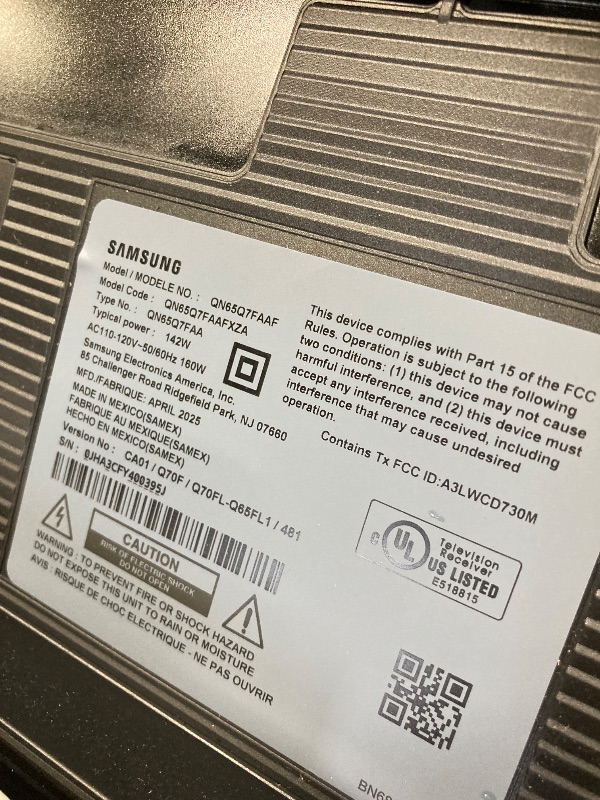 SAMSUNG
Model / MODELE NO. : QN65Q7FAAF
Model Code : QN65Q7FAAFXZA
Type No. : QN65Q7FAA
Typical power : 142W
AC110-120V~50/60Hz 160W
Samsung Electronics America, Inc.
85 Challenger Road Ridgefield Park, NJ 07660
MFD./FABRIQUE: APRIL 2025
MADE IN MEXICO(SAMEX)
FABRIQUE AU MEXIQUE(SAMEX)
HECHO EN MEXICO(SAMEX)
S/N : 0JHA3CFY400395J
Version No : CA01 / Q70F / Q70FL-Q65FL1 / 481
CAUTION
RISK OF ELECTRIC SHOCK
DO NOT OPEN
WARNING : TO PREVENT FIRE OR SHOCK HAZARD
DO NOT EXPOSE THIS UNIT TO RAIN OR MOISTURE
AVIS : RISQUE DE CHOC ELECTRIQUE - NE PAS OUVRIR
This device complies with Part 15 of the FCC
Rules. Operation is subject to the following
two conditions: (1) this device may not cause
harmful interference, and (2) this device must
accept any interference received, including
interference that may cause undesired
operation.
Contains Tx FCC ID:A3LWCD730M
C UL US LISTED
Television
Receiver
E518815